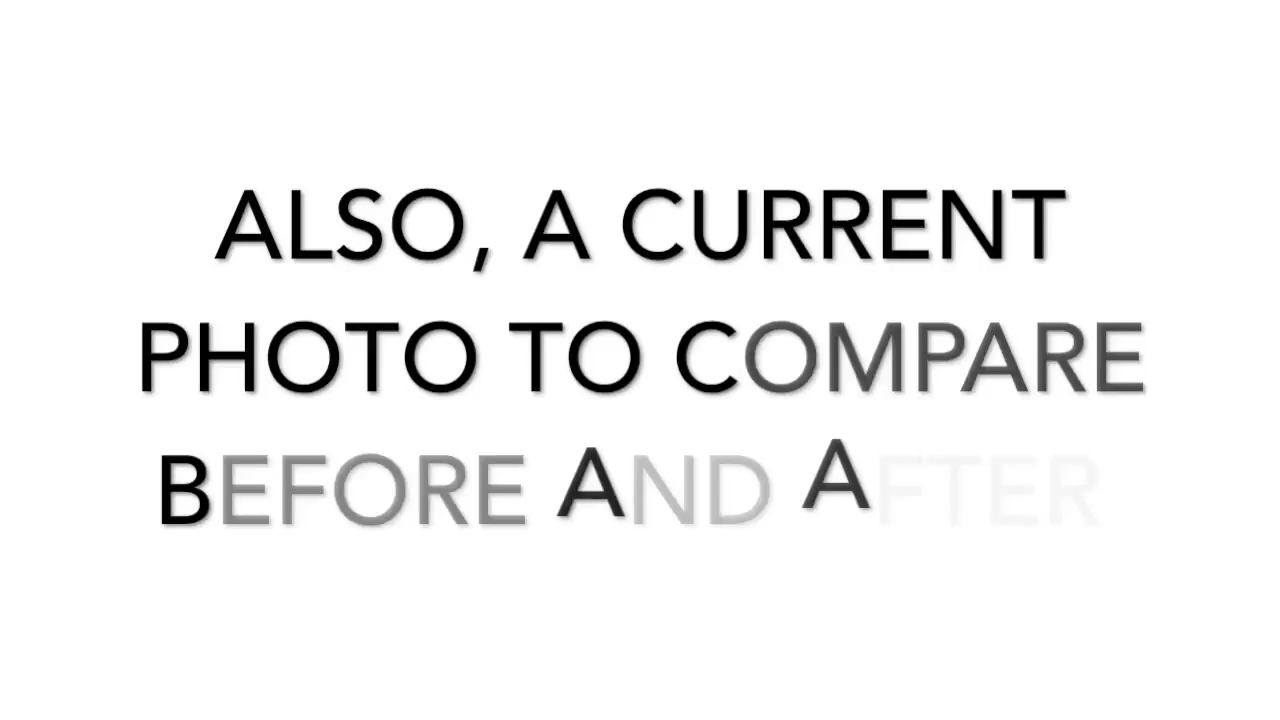 ALSO, A CURRENT
PHOTO TO COMPARE
BEFORE AND AFTER